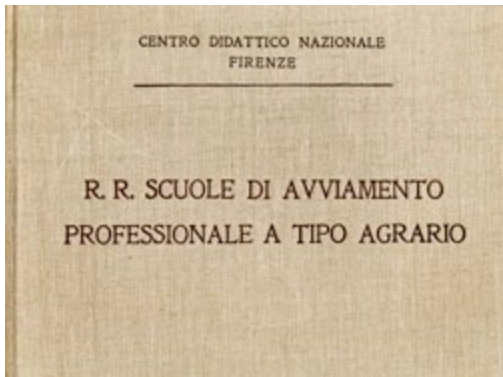 CENTRO DIDATTICO NAZIONALE
FIRENZE
R. R. SCUOLE DI AVVIAMENTO
PROFESSIONALE A TIPO AGRARIO